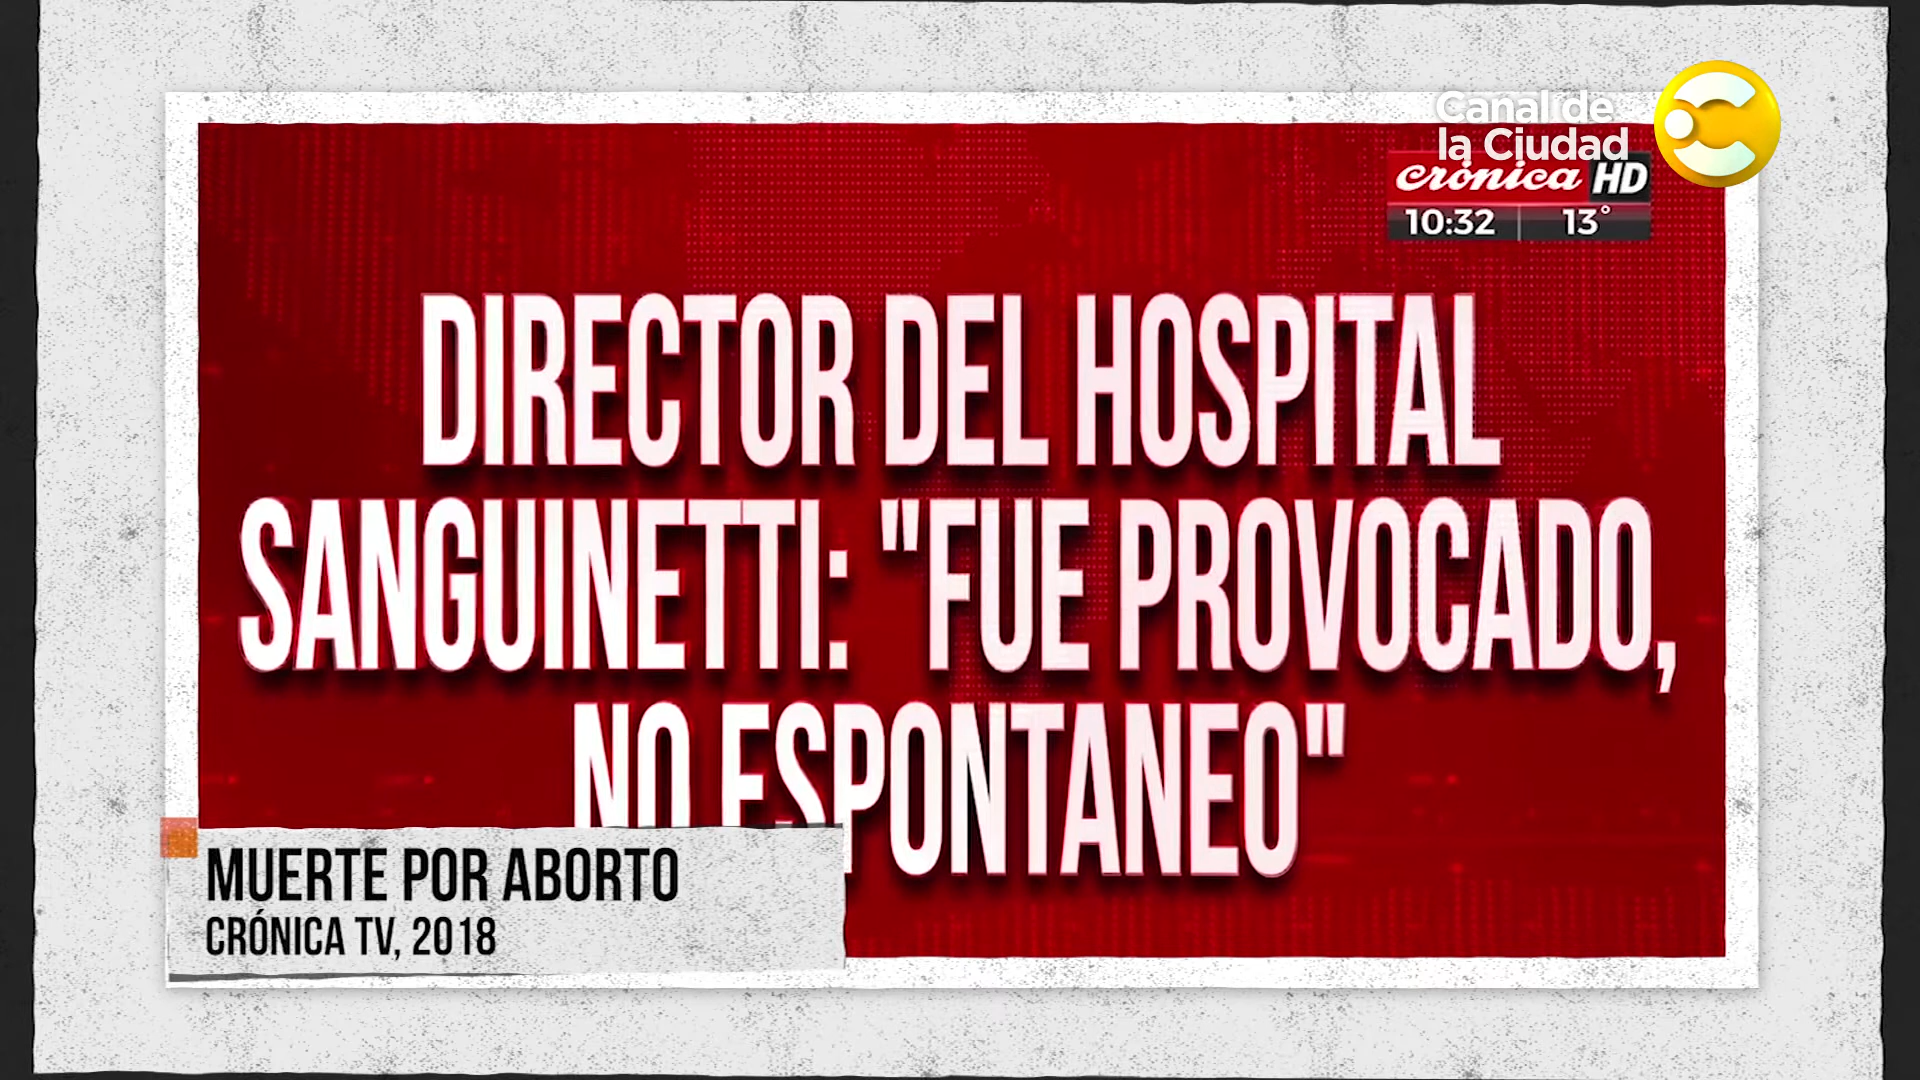 Canal de
la Ciudad
crónica HD
10:32 13°
DIRECTOR DEL HOSPITAL
SANGUINETTI: "FUE PROVOCADO,
NO ESPONTANEO"
MUERTE POR ABORTO
CRÓNICA TV, 2018